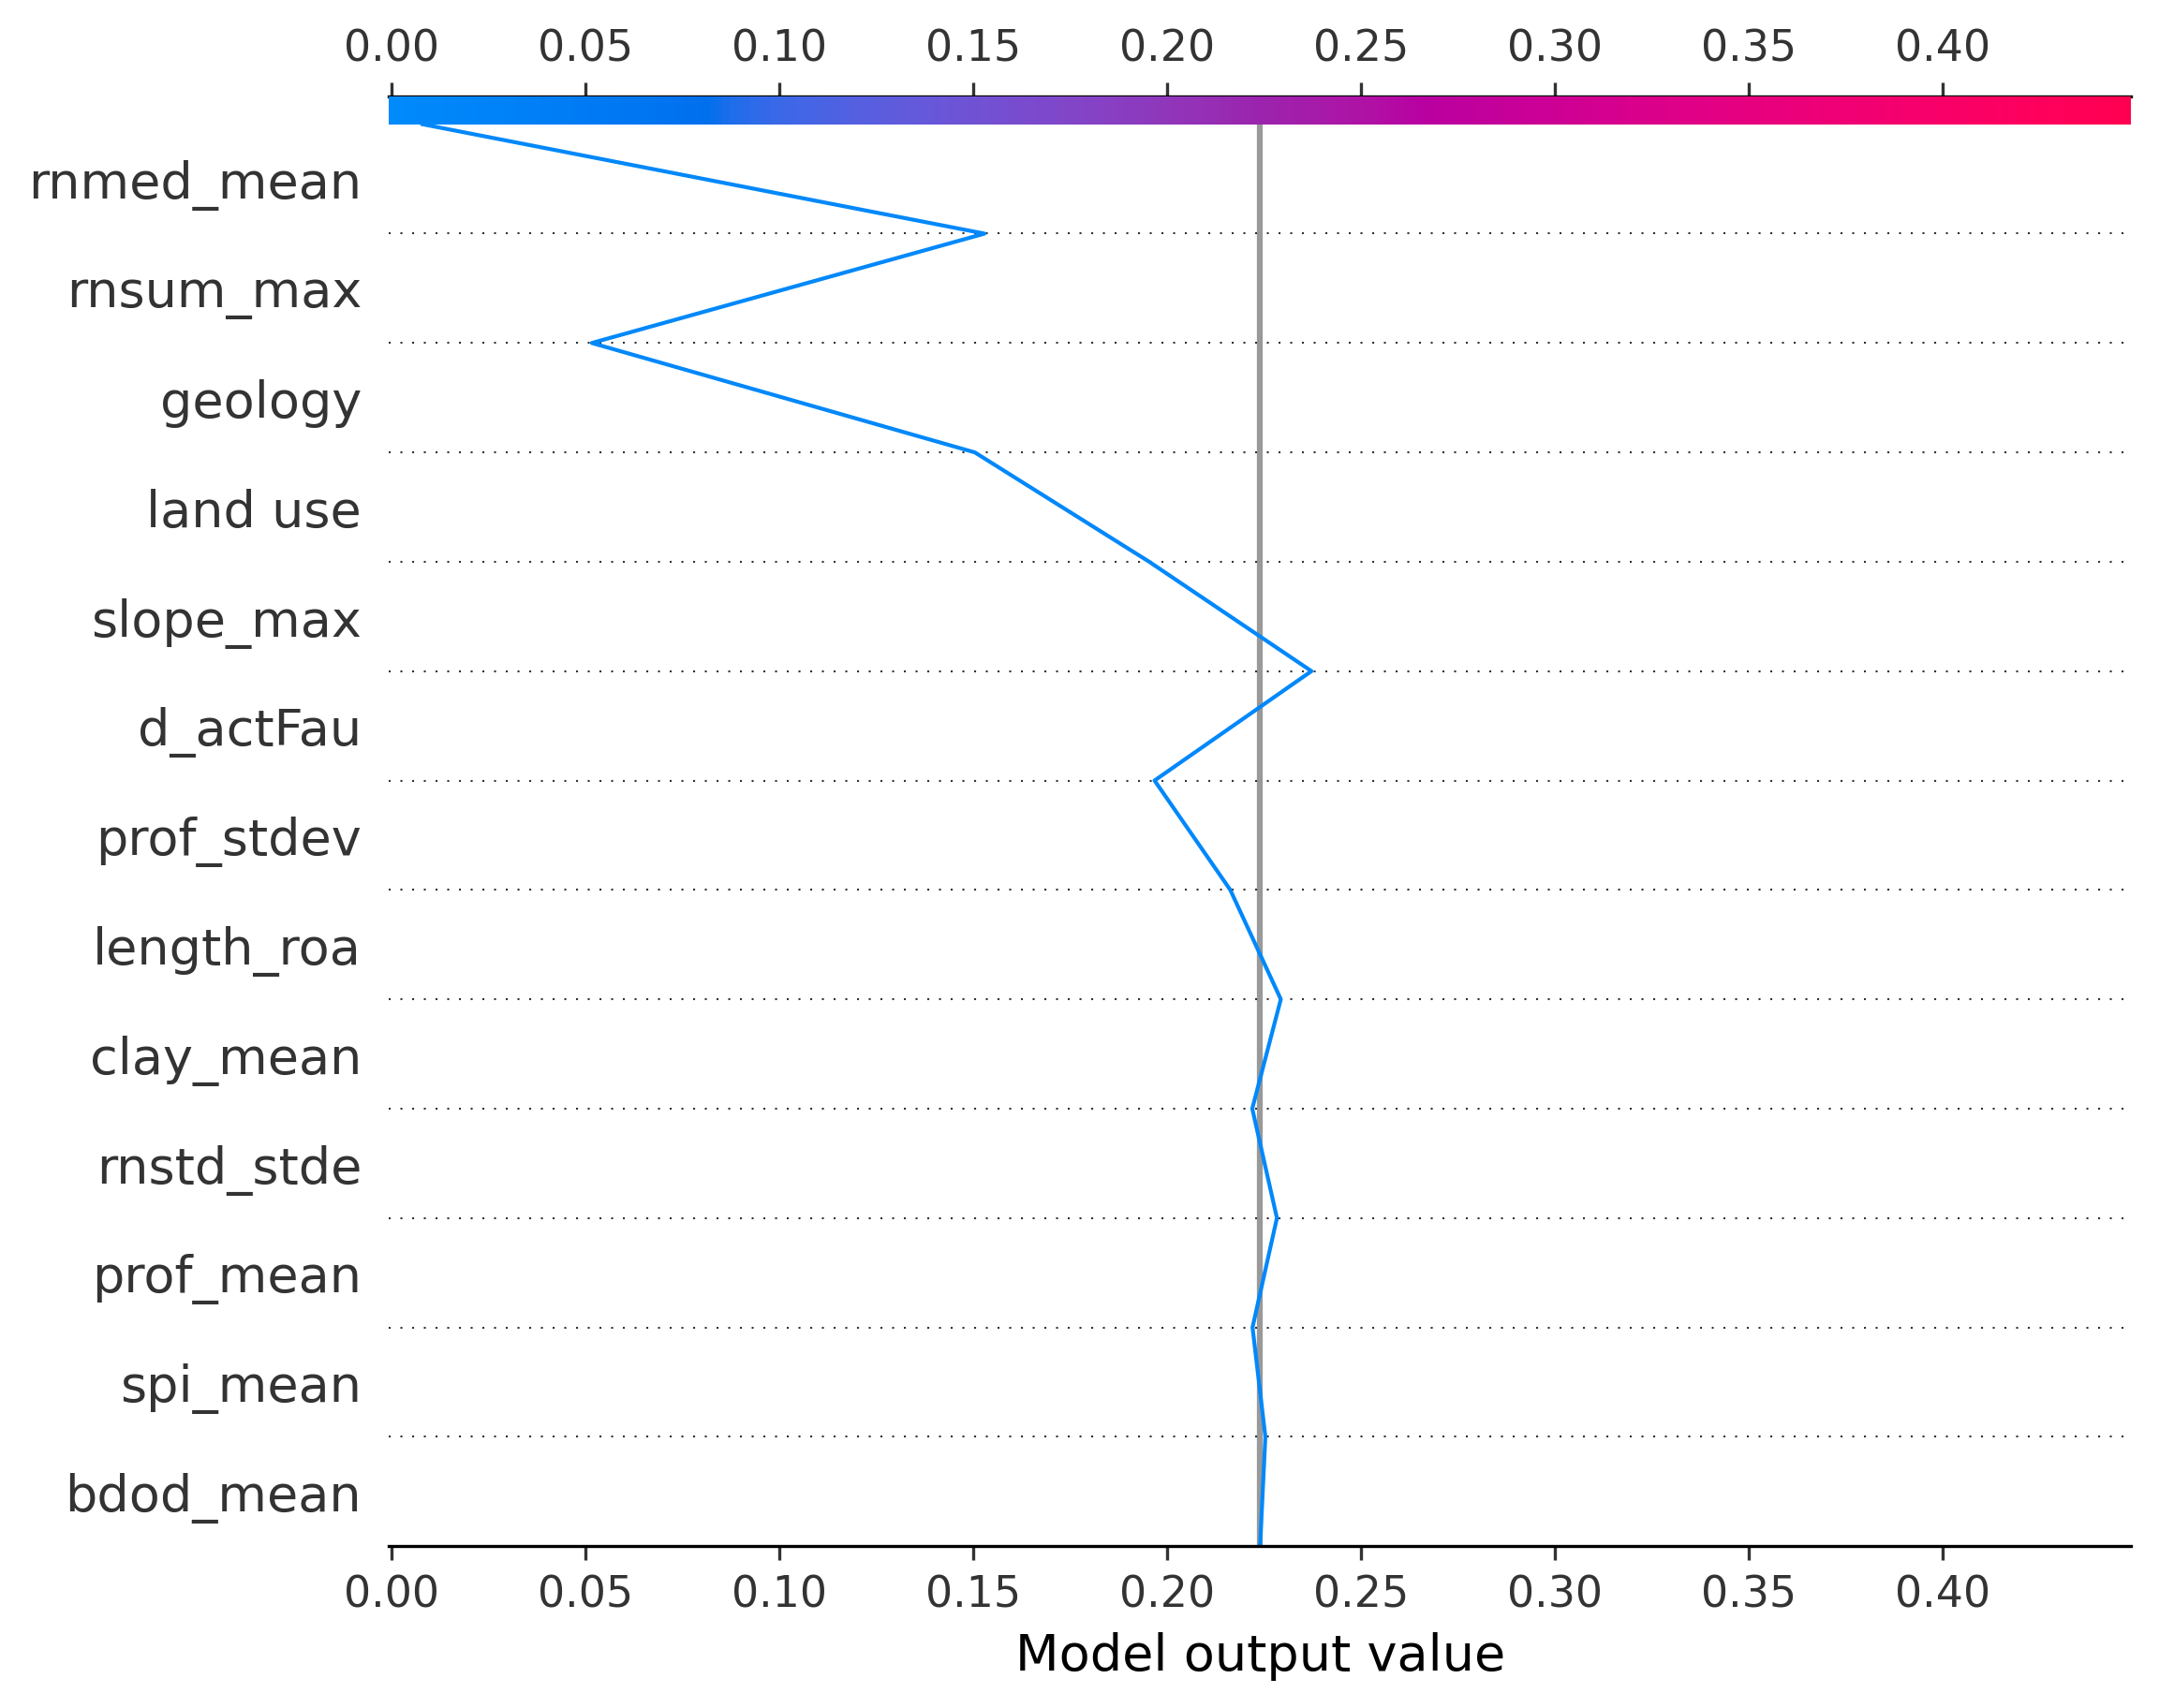 0.00 0.05 0.10 0.15 0.20 0.25 0.30 0.35 0.40
rnmed_mean
rnsum_max
geology
land use
slope_max
d_actFau
prof_stdev
length_roa
clay_mean
rnstd_stde
prof_mean
spi_mean
bdod_mean
0.00 0.05 0.10 0.15 0.20 0.25 0.30 0.35 0.40
Model output value